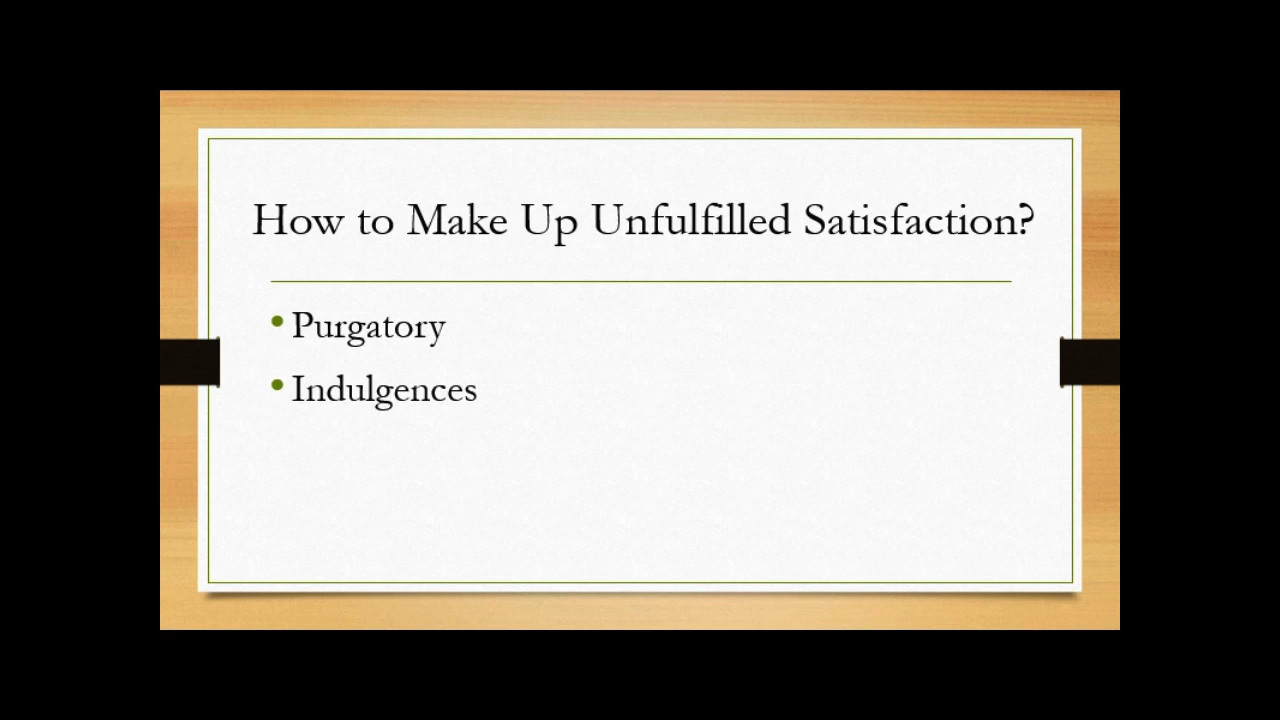 How to Make Up Unfulfilled Satisfaction?
• Purgatory
• Indulgences